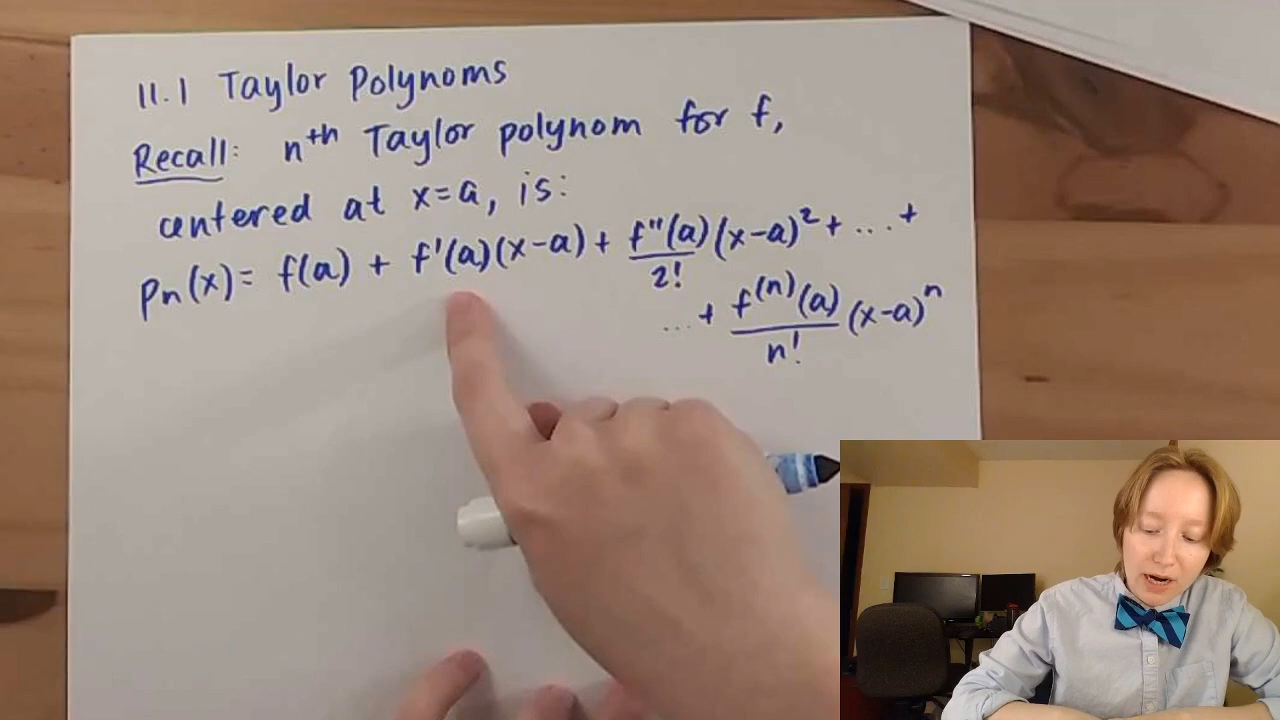 11.1 Taylor Polynoms
Recall: nth Taylor polynom for f,
centered at x=a, is:
Pn(x)= f(a) + f'(a)(x-a) + f''(a)/2! (x-a)² + ... +
... + f⁽ⁿ⁾(a)/n! (x-a)ⁿ